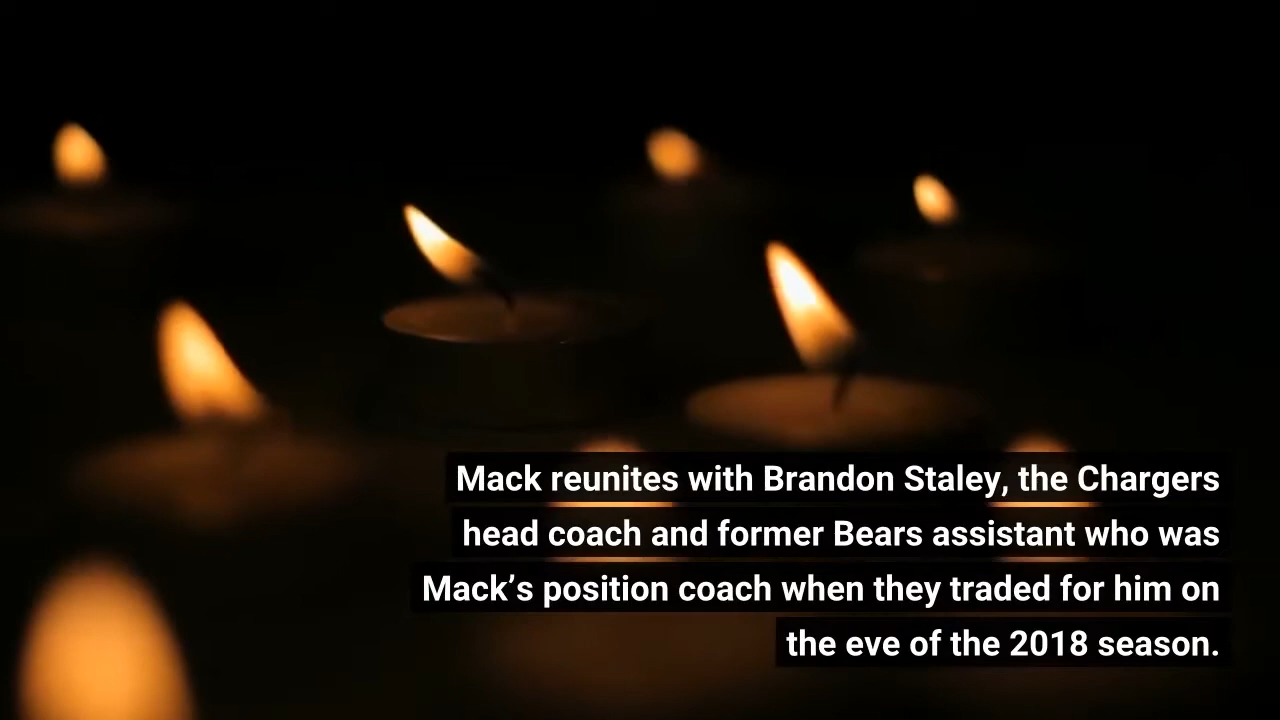 Mack reunites with Brandon Staley, the Chargers
head coach and former Bears assistant who was
Mack’s position coach when they traded for him on
the eve of the 2018 season.